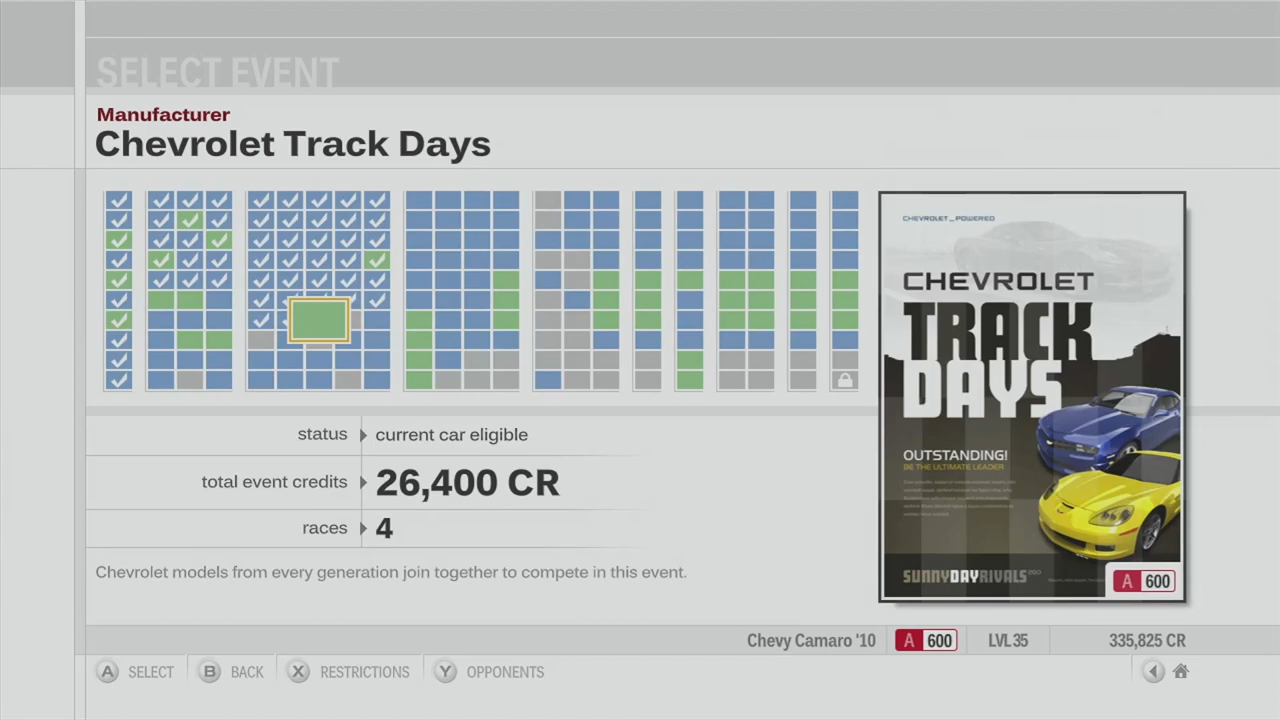 SELECT EVENT
Manufacturer
Chevrolet Track Days
CHEVROLET_POWERED
CHEVROLET
TRACK
DAYS
OUTSTANDING!
BE THE ULTIMATE LEADER
SUNNYDAYRIVALS
A 600
status current car eligible
total event credits 26,400 CR
races 4
Chevrolet models from every generation join together to compete in this event.
Chevy Camaro '10 A 600 LVL 35 335,825 CR
A SELECT B BACK X RESTRICTIONS Y OPPONENTS